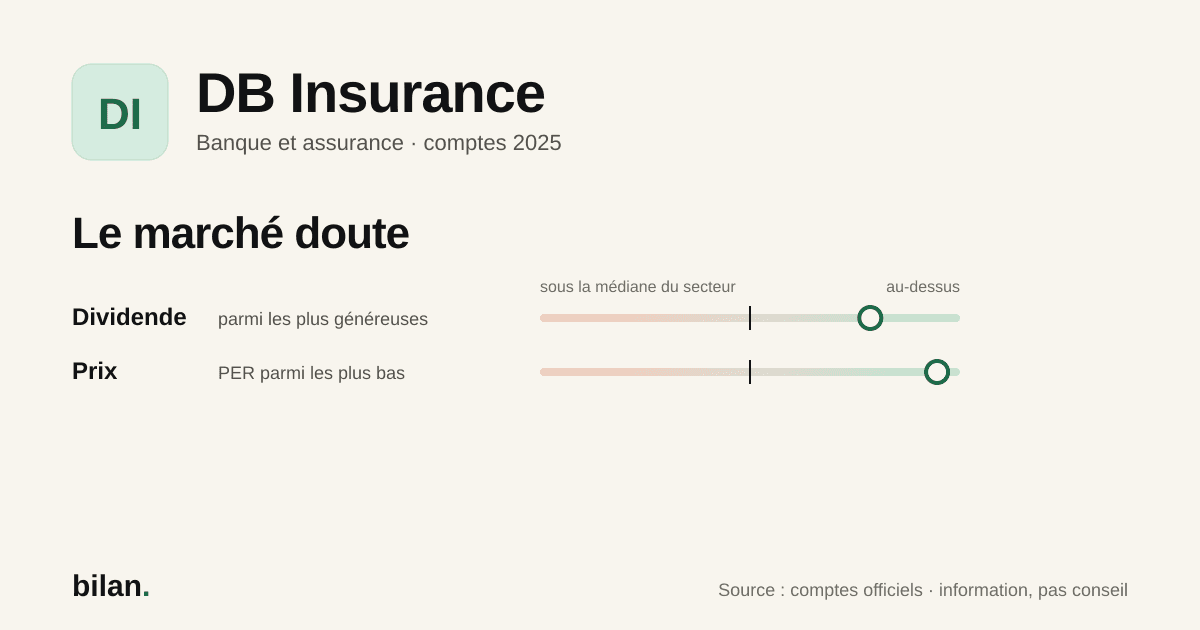 DI
DB Insurance
Banque et assurance · comptes 2025
Le marché doute
sous la médiane du secteur au-dessus
Dividende parmi les plus généreuses
Prix PER parmi les plus bas
bilan.
Source : comptes officiels · information, pas conseil